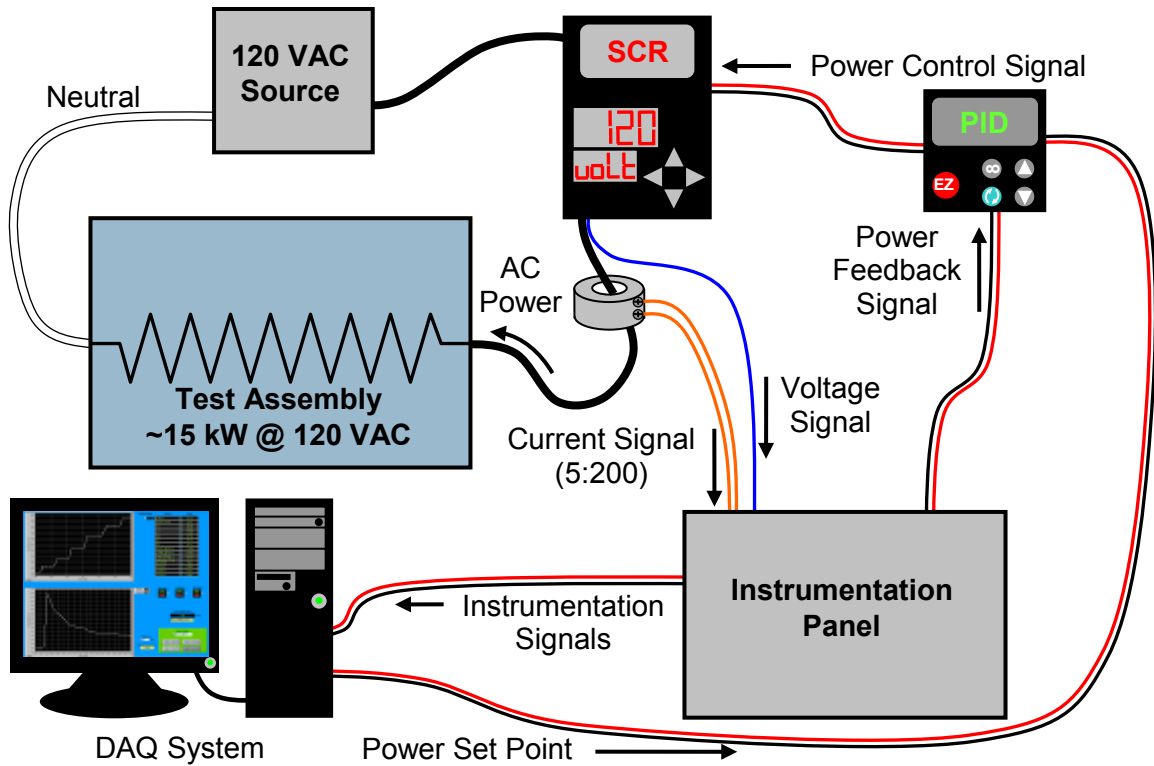 120 VAC
Source
SCR
Power Control Signal
Neutral
PID
120
volt
EZ
∞
Power
Feedback
Signal
AC
Power
Test Assembly
~15 kW @ 120 VAC
Voltage
Signal
Current Signal
(5:200)
Instrumentation
Panel
Instrumentation
Signals
DAQ System
Power Set Point